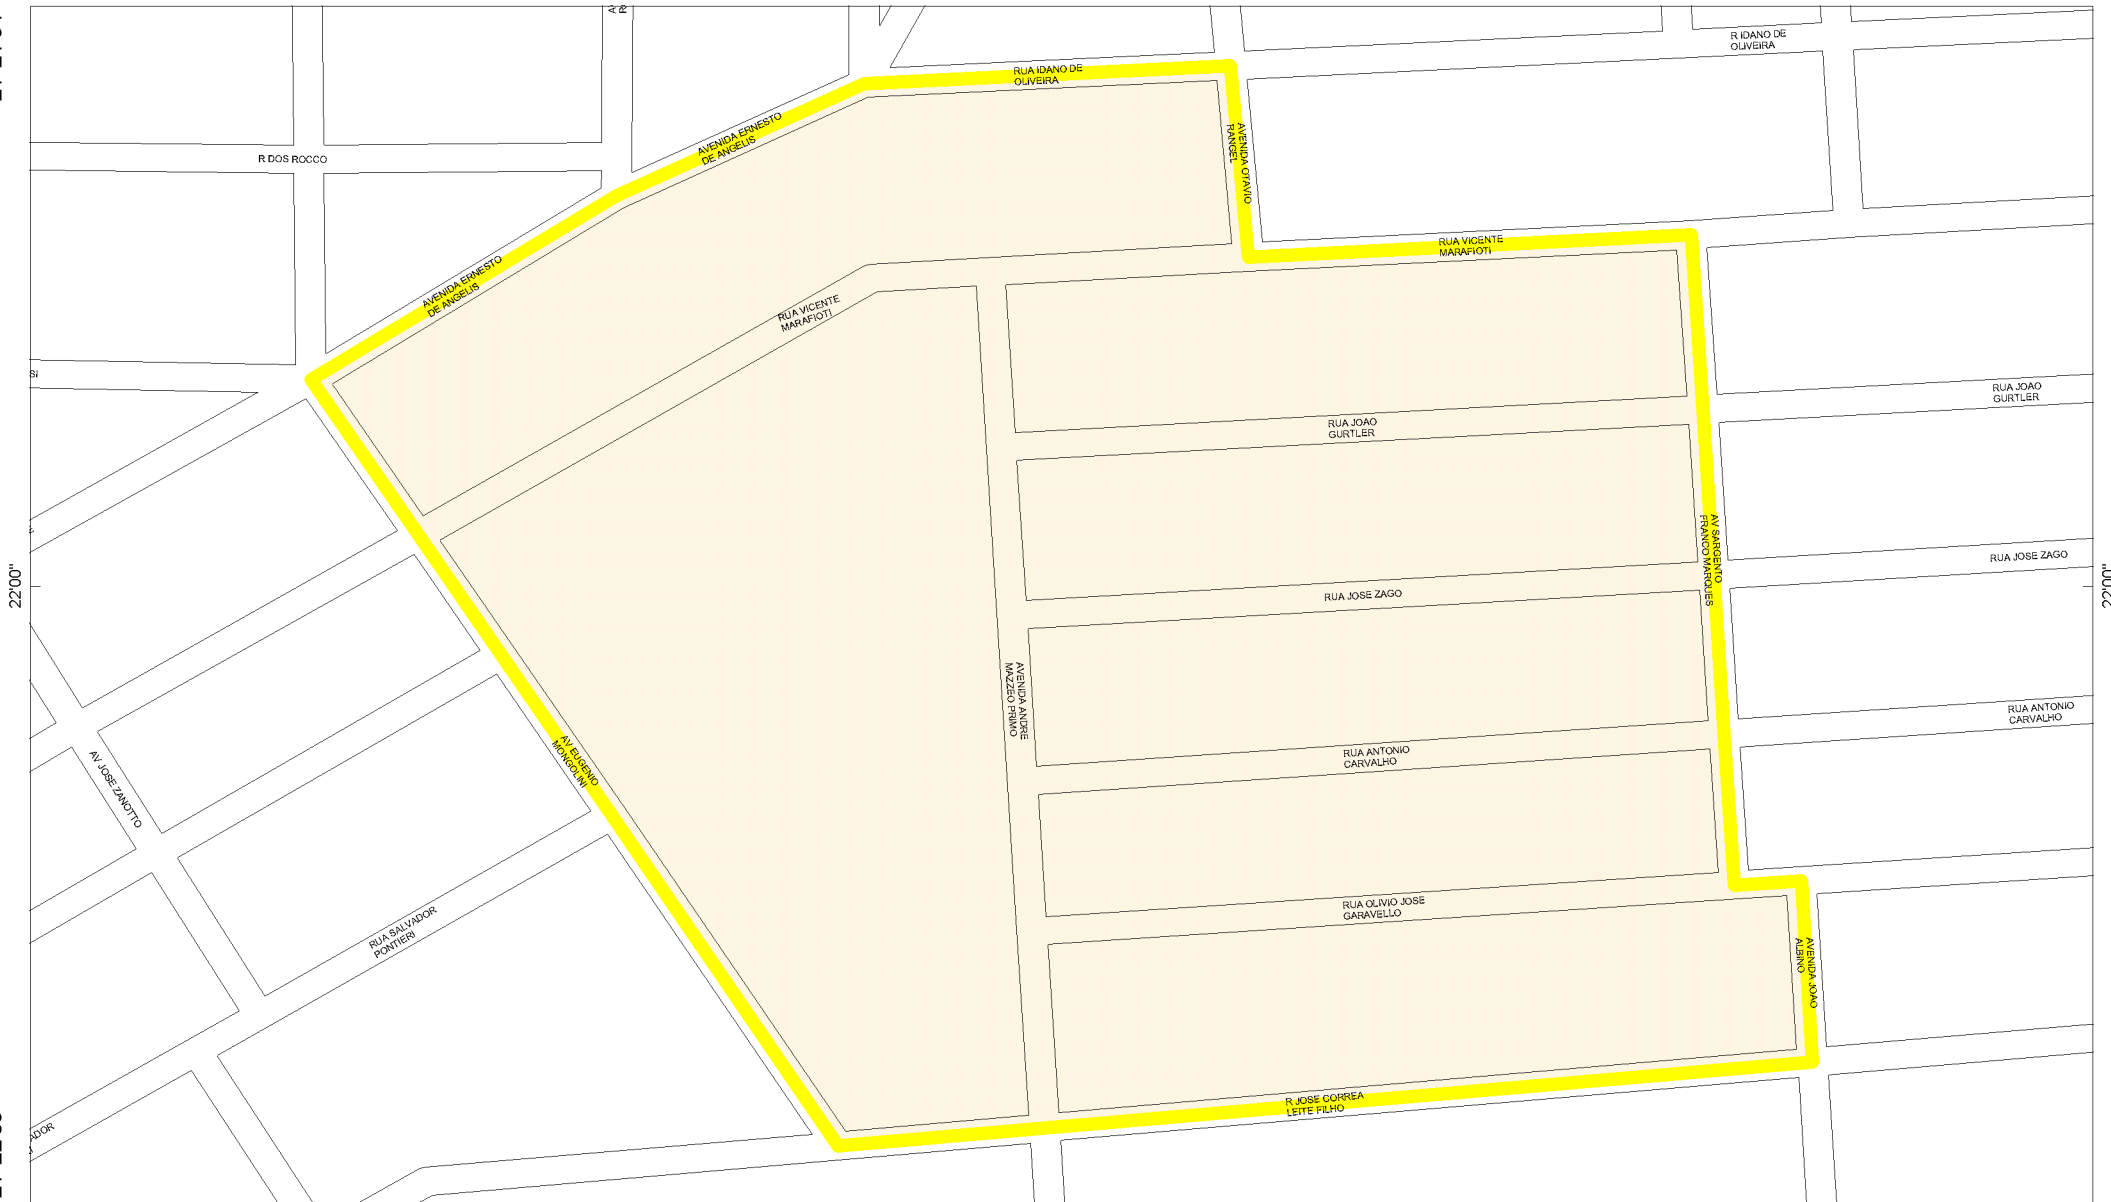 R IDANO DE
OLIVEIRA
RUA IDANO DE
OLIVEIRA
AVENIDA ERNESTO
DE ANGELIS
AVENIDA OTAVIO
RANGEL
R DOS ROCCO
RUA VICENTE
MARAFIOTI
AVENIDA ERNESTO
DE ANGELIS
RUA VICENTE
MARAFIOTI
RUA JOAO
GURTLER
RUA JOAO
GURTLER
AV SARGENTO
FRANCO MARQUES
RUA JOSE ZAGO
22'00"
22'00"
RUA JOSE ZAGO
AVENIDA ANDRE
MAZZEO PRIMO
RUA ANTONIO
CARVALHO
AV EUGENIO
MONGOLINI
RUA ANTONIO
CARVALHO
AV JOSE ZANOTTO
RUA OLIVIO JOSE
GARAVELLO
RUA SALVADOR
PONTIERI
AVENIDA JOAO
ALBINO
R JOSE CORREA
LEITE FILHO
ADOR